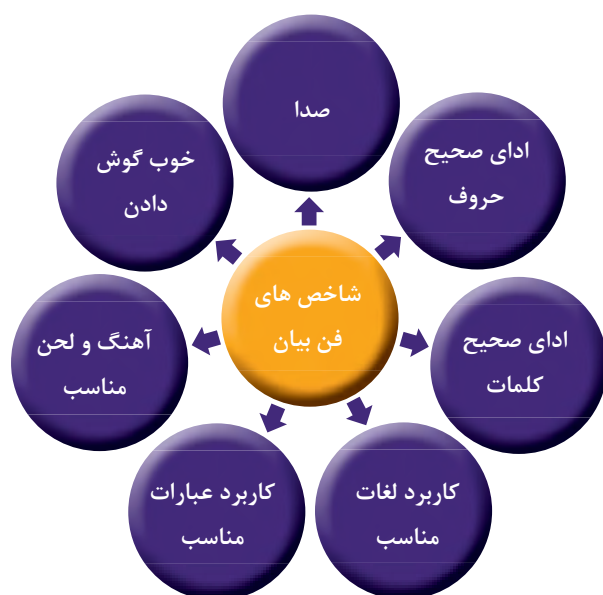 شاخص های
فن بیان
صدا
ادای صحیح
حروف
ادای صحیح
کلمات
کاربرد لغات
مناسب
کاربرد عبارات
مناسب
آهنگ و لحن
مناسب
خوب گوش
دادن